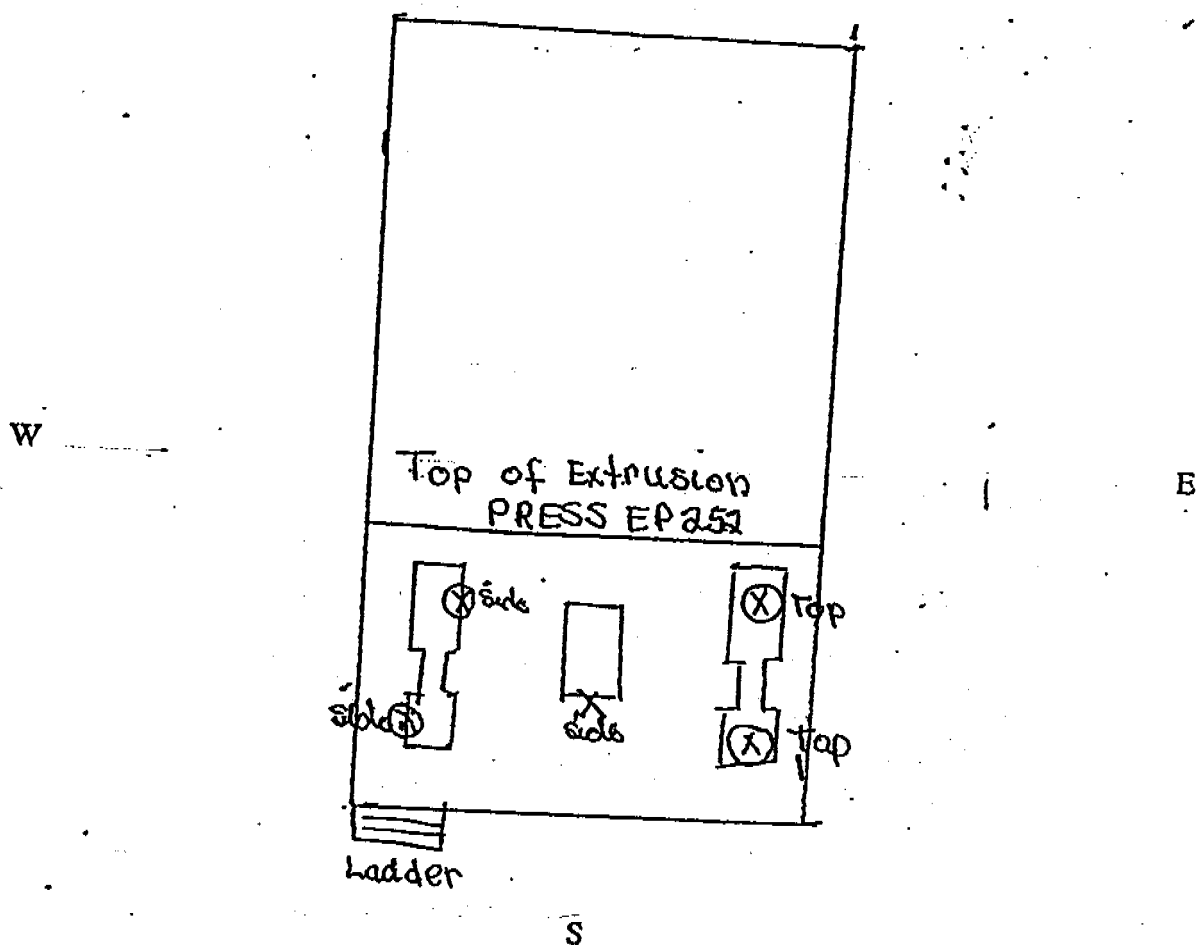 W
E
Top of Extrusion
PRESS EP252
Side
Top
Side
Side
Top
Ladder
S